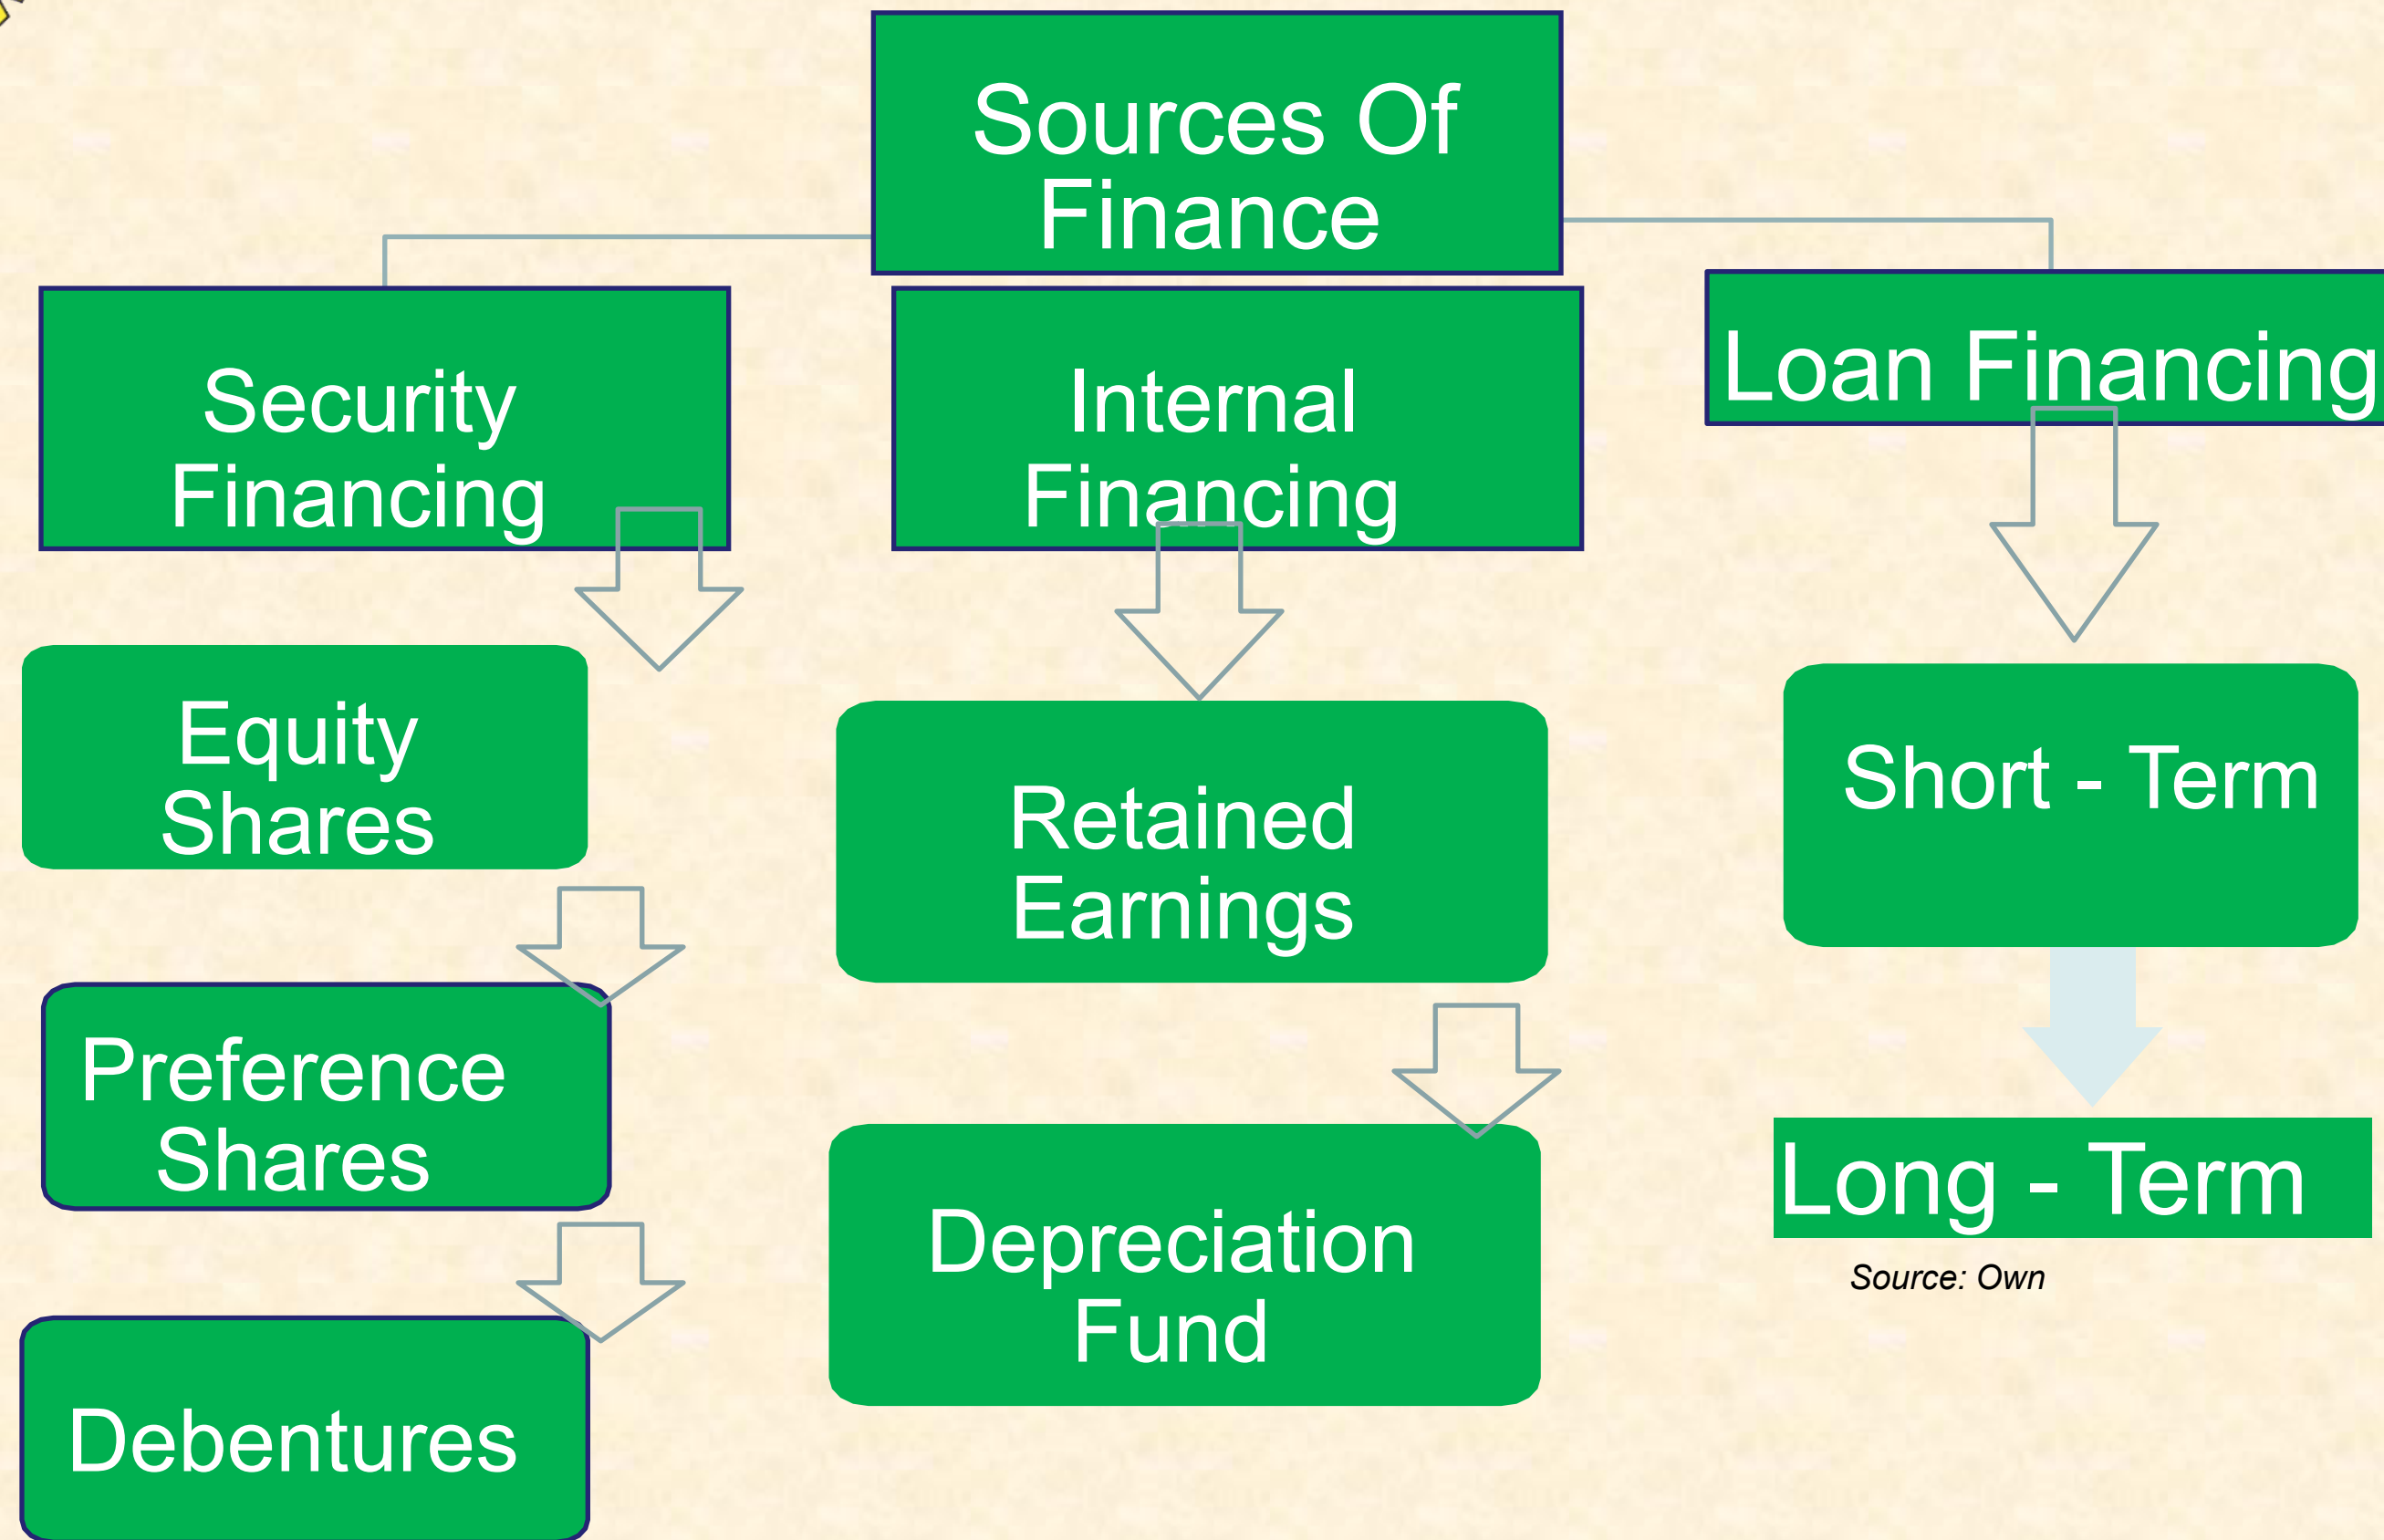 Sources Of
Finance
Security
Financing
Internal
Financing
Loan Financing
Equity
Shares
Retained
Earnings
Short - Term
Preference
Shares
Depreciation
Fund
Long - Term
Source: Own
Debentures